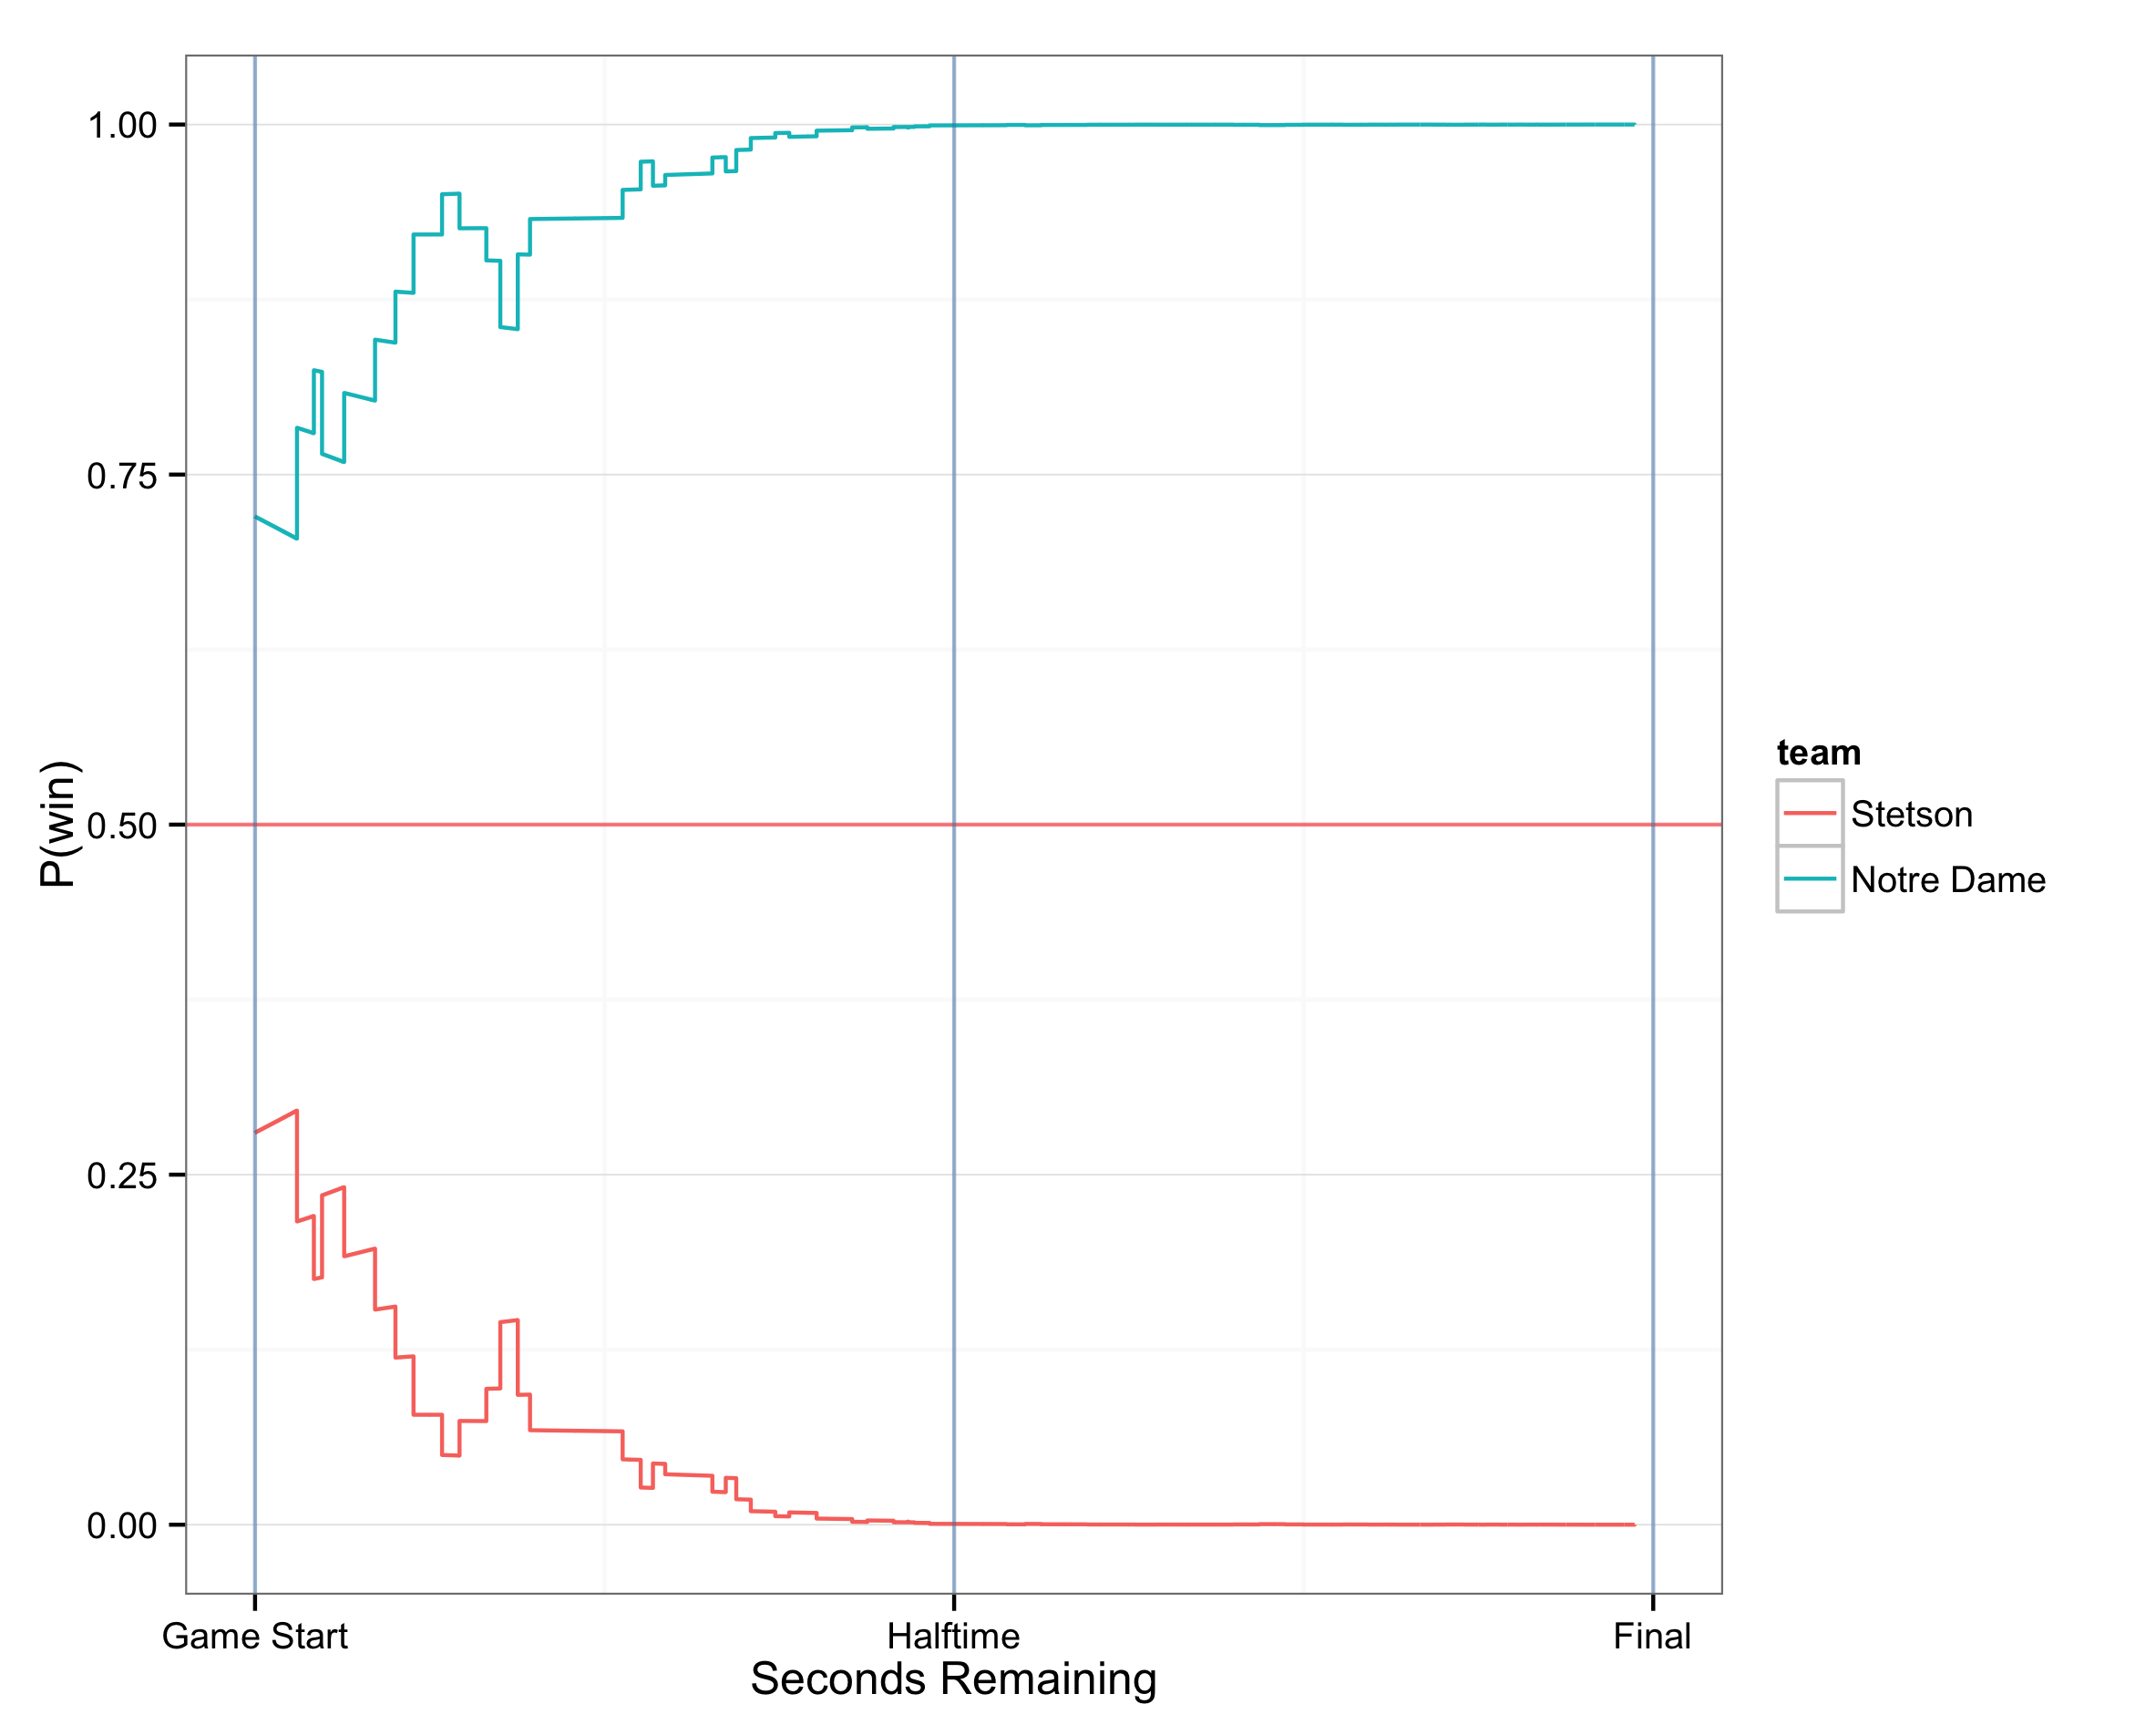 1.00
0.75
0.50
0.25
0.00
P(win)
Game Start
Halftime
Final
Seconds Remaining
team
Stetson
Notre Dame